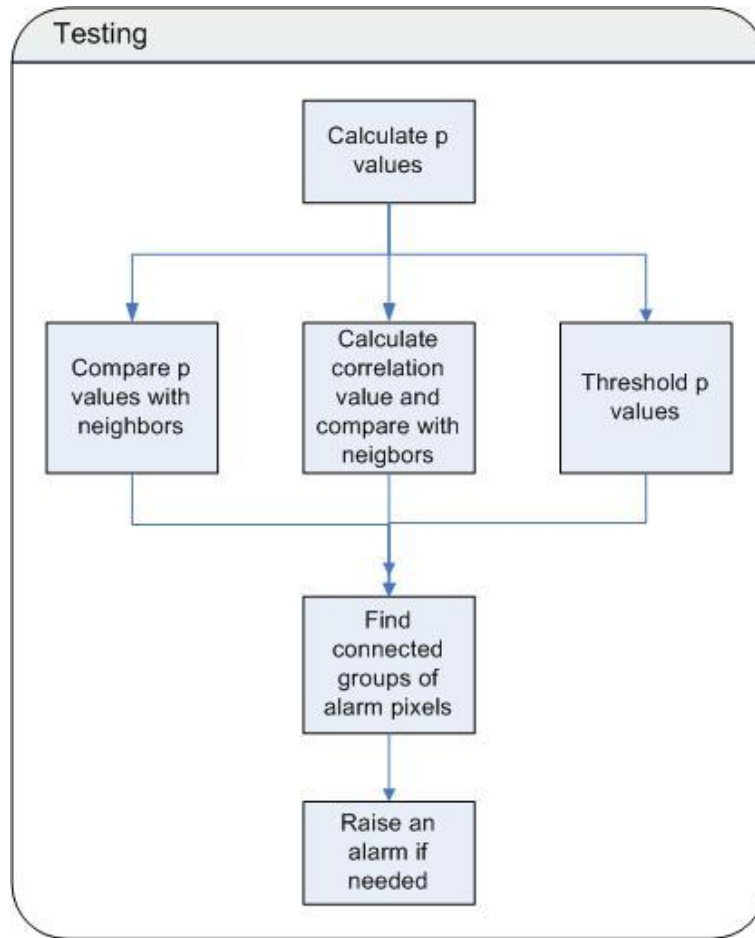 Testing
Calculate p
values
Compare p
values with
neighbors
Calculate
correlation
value and
compare with
neigbors
Threshold p
values
Find
connected
groups of
alarm pixels
Raise an
alarm if
needed